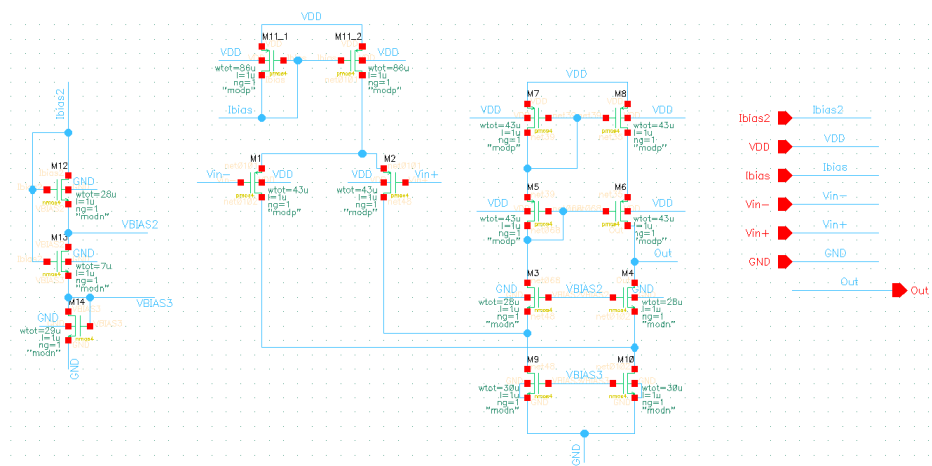 VDD
M11_1
M11_2
VDD
VDD
wtot=86u
l=1u
ng=1
"modp"
wtot=86u
l=1u
ng=1
"modp"
Ibias
Ibias2
M12
GND
wtot=28u
l=1u
ng=1
"modn"
VBIAS2
M13
GND
wtot=7u
l=1u
ng=1
"modn"
VBIAS3
M14
GND
wtot=29u
l=1u
ng=1
"modn"
GND
M1
Vin-
VDD
wtot=43u
l=1u
ng=1
"modp"
M2
VDD
Vin+
wtot=43u
l=1u
ng=1
"modp"
VDD
M7
VDD
wtot=43u
l=1u
ng=1
"modp"
M8
VDD
wtot=43u
l=1u
ng=1
"modp"
M5
VDD
wtot=43u
l=1u
ng=1
"modp"
M6
VDD
wtot=43u
l=1u
ng=1
"modp"
Out
M3
GND
wtot=28u
l=1u
ng=1
"modn"
VBIAS2
M4
GND
wtot=28u
l=1u
ng=1
"modn"
M9
wtot=30u
l=1u
ng=1
"modn"
VBIAS3
M10
wtot=30u
l=1u
ng=1
"modn"
GND
Ibias2
Ibias2
VDD
VDD
Ibias
Ibias
Vin-
Vin-
Vin+
Vin+
GND
GND
Out
Out